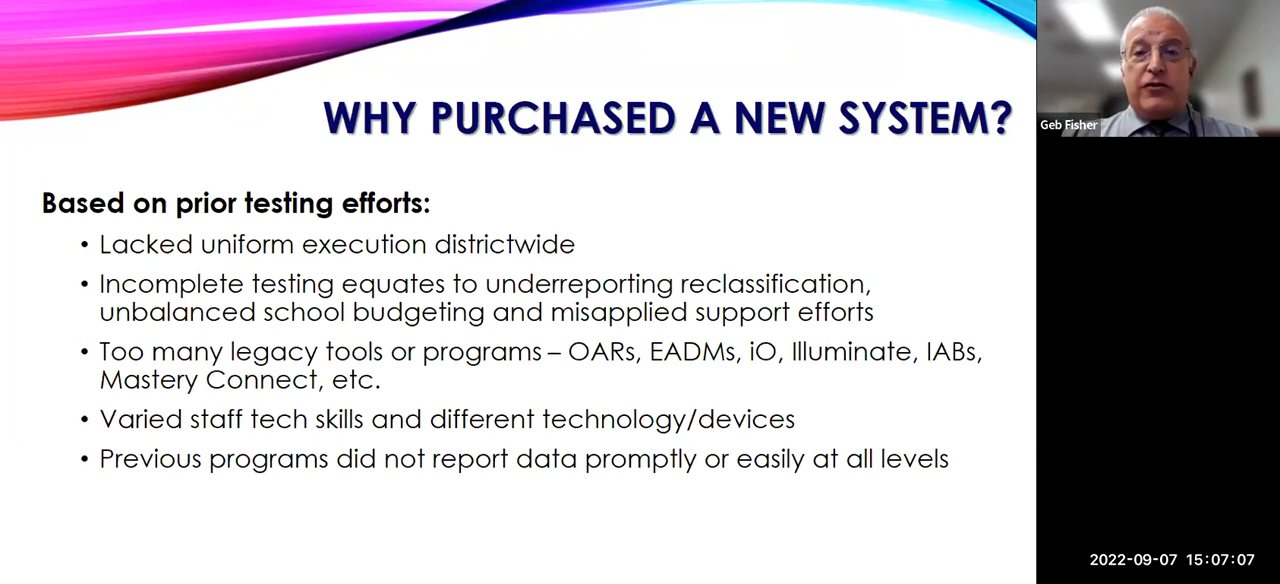 WHY PURCHASED A NEW SYSTEM?
Based on prior testing efforts:
• Lacked uniform execution districtwide
• Incomplete testing equates to underreporting reclassification,
unbalanced school budgeting and misapplied support efforts
• Too many legacy tools or programs – OARs, EADMs, iO, Illuminate, IABs,
Mastery Connect, etc.
• Varied staff tech skills and different technology/devices
• Previous programs did not report data promptly or easily at all levels
Geb Fisher
2022-09-07 15:07:07